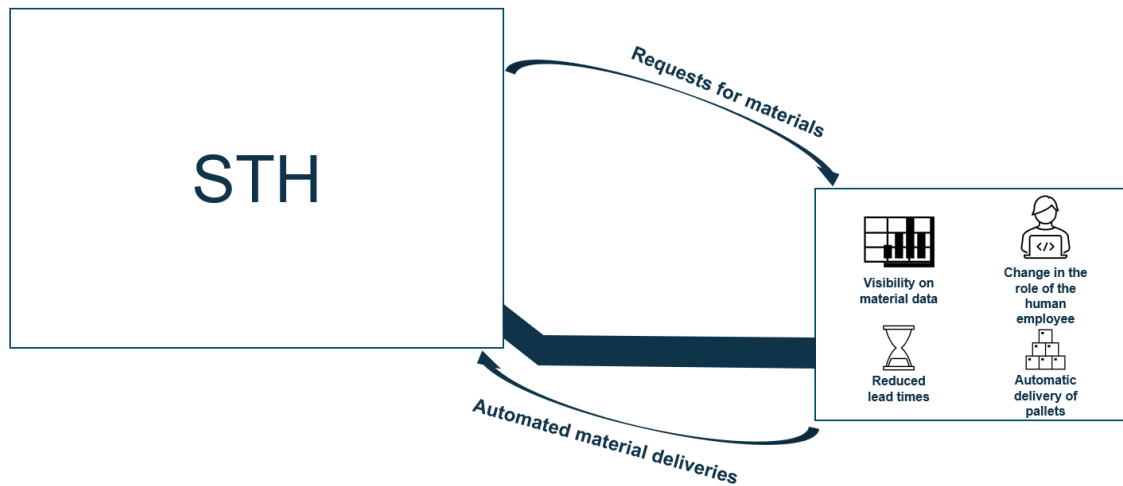 Requests for materials
STH
</>
Visibility on
material data
Change in the
role of the
human
employee
Reduced
lead times
Automatic
delivery of
pallets
Automated material deliveries